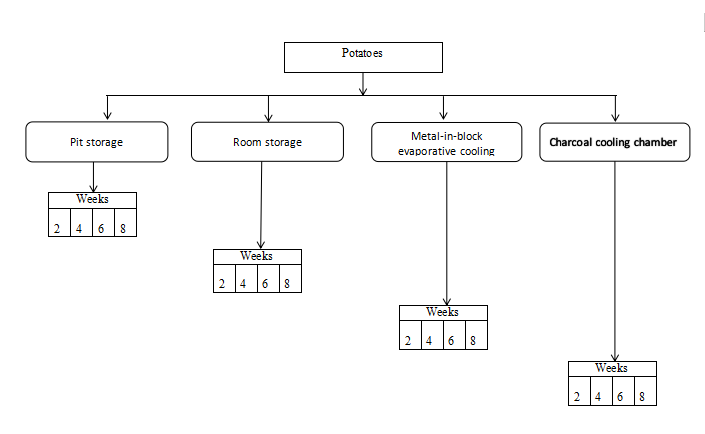 Potatoes
Pit storage
Room storage
Metal-in-block
evaporative cooling
Charcoal cooling chamber
Weeks
2 4 6 8
Weeks
2 4 6 8
Weeks
2 4 6 8
Weeks
2 4 6 8